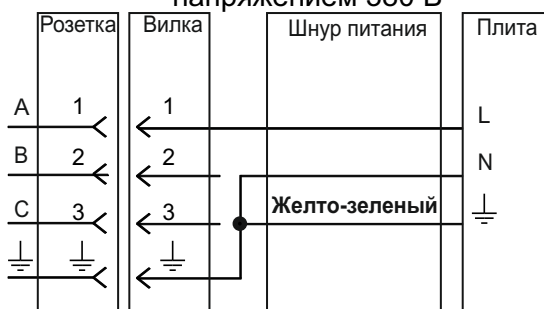 напряжением 380 В
Розетка Вилка Шнур питания Плита
A 1 1 L
B 2 2 N
C 3 3 Желто-зеленый